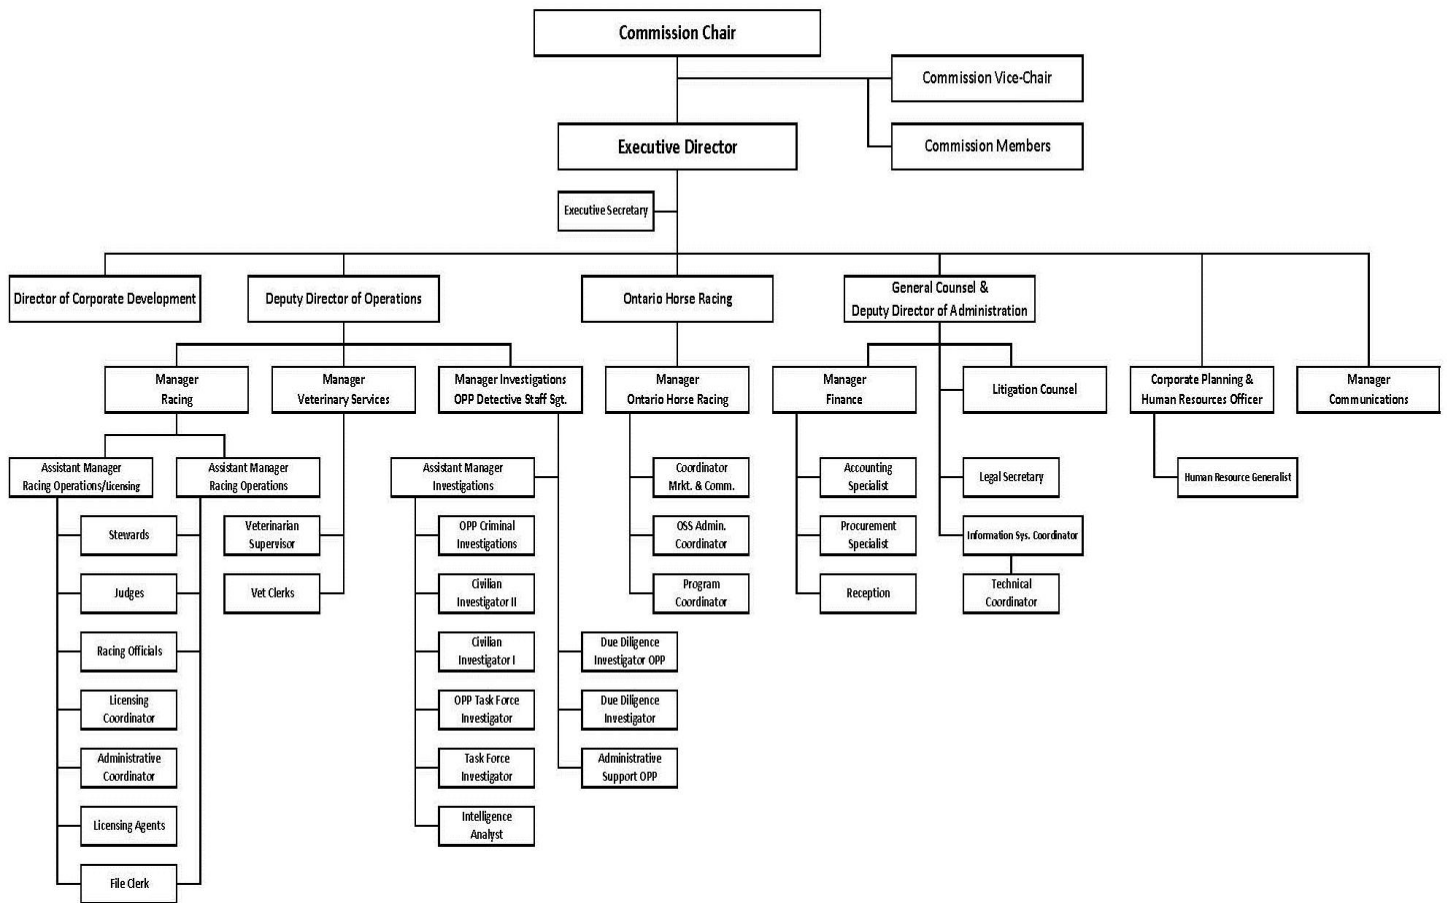 Commission Chair
Commission Vice-Chair
Executive Director
Commission Members
Executive Secretary
Director of Corporate Development
Deputy Director of Operations
Ontario Horse Racing
General Counsel &
Deputy Director of Administration
Manager
Racing
Manager
Veterinary Services
Manager Investigations
OPP Detective Staff Sgt.
Manager
Ontario Horse Racing
Manager
Finance
Litigation Counsel
Corporate Planning &
Human Resources Officer
Manager
Communications
Assistant Manager
Racing Operations/Licensing
Assistant Manager
Racing Operations
Assistant Manager
Investigations
Coordinator
Mrkt. & Comm.
Accounting
Specialist
Legal Secretary
Human Resource Generalist
Stewards
Veterinarian
Supervisor
OPP Criminal
Investigations
OSS Admin.
Coordinator
Procurement
Specialist
Information Sys. Coordinator
Judges
Vet Clerks
Civilian
Investigator II
Program
Coordinator
Reception
Technical
Coordinator
Racing Officials
Civilian
Investigator I
Due Diligence
Investigator OPP
Licensing
Coordinator
OPP Task Force
Investigator
Due Diligence
Investigator
Administrative
Coordinator
Task Force
Investigator
Administrative
Support OPP
Licensing Agents
Intelligence
Analyst
File Clerk